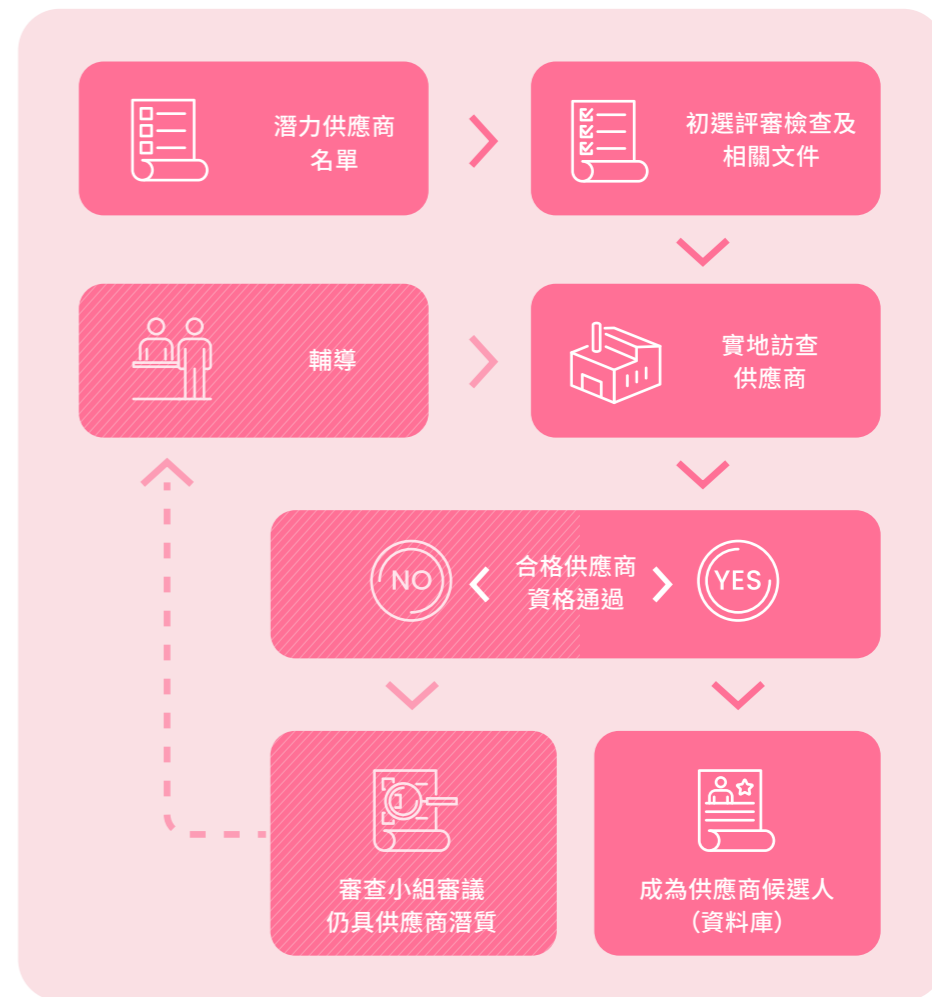 潛力供應商
名單
初選評審檢查及
相關文件
輔導
實地訪查
供應商
NO
合格供應商
資格通過
YES
審查小組審議
仍具供應商潛質
成為供應商候選人
（資料庫）